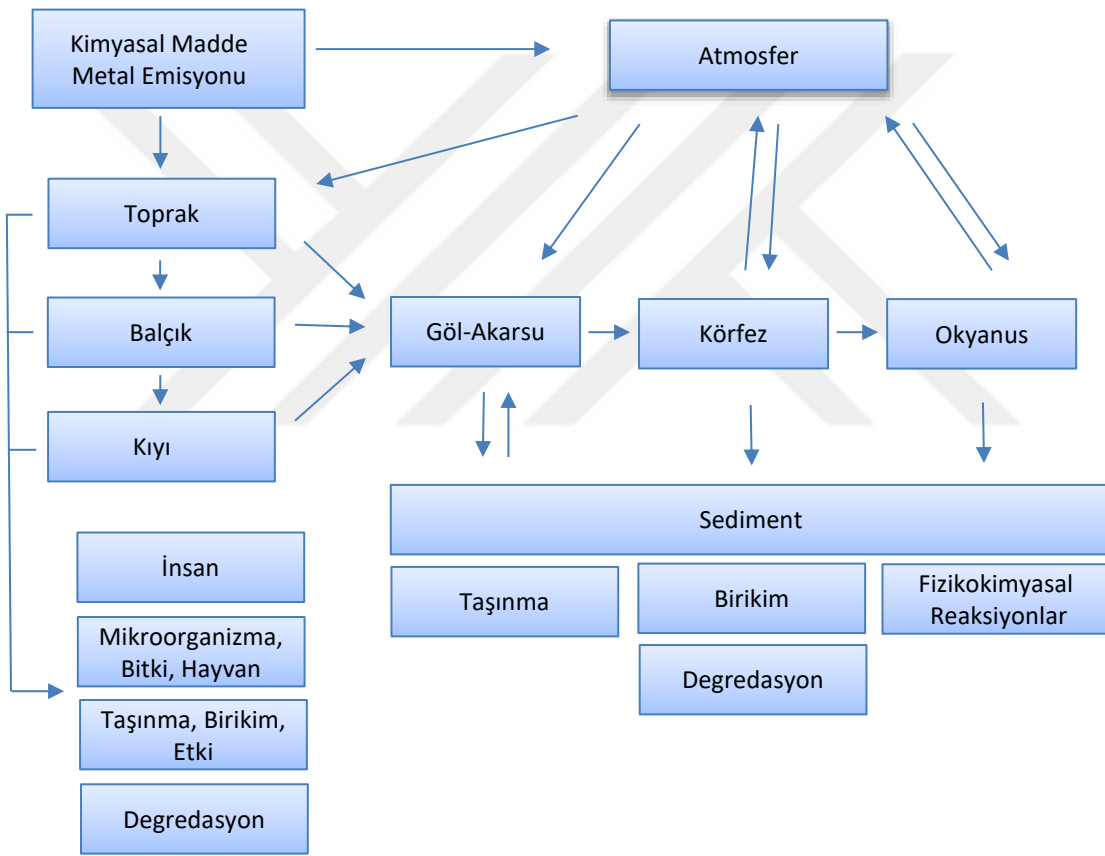 Kimyasal Madde
Metal Emisyonu
Atmosfer
Toprak
Balçık
Göl-Akarsu
Körfez
Okyanus
Kıyı
Sediment
İnsan
Taşınma
Birikim
Fizikokimyasal
Reaksiyonlar
Mikroorganizma,
Bitki, Hayvan
Degredasyon
Taşınma, Birikim,
Etki
Degredasyon